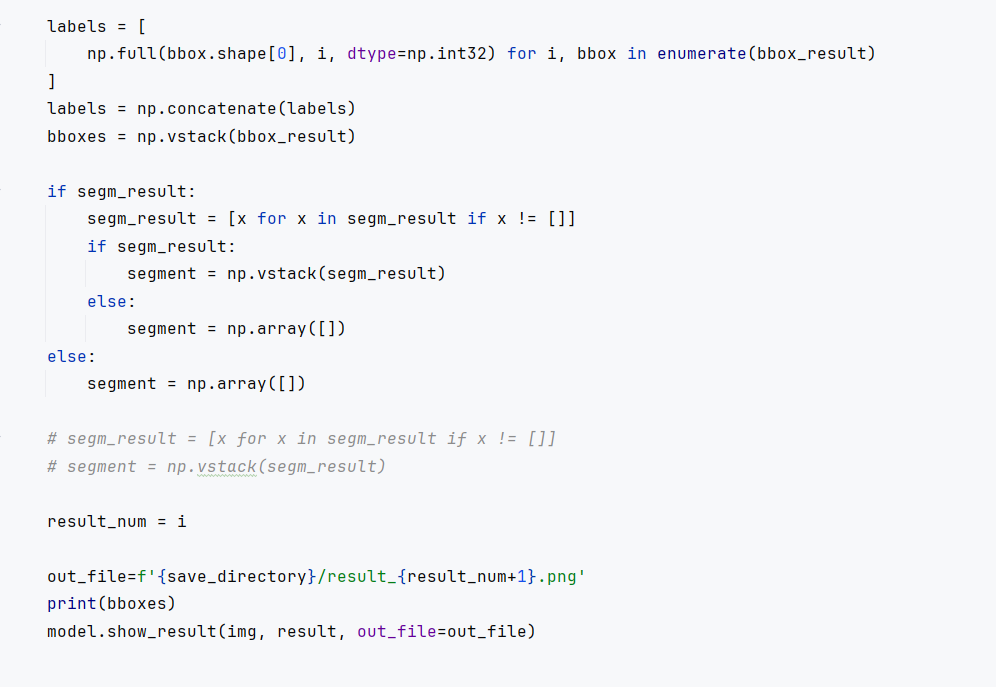 labels = [
    np.full(bbox.shape[0], i, dtype=np.int32) for i, bbox in enumerate(bbox_result)
]
labels = np.concatenate(labels)
bboxes = np.vstack(bbox_result)

if segm_result:
    segm_result = [x for x in segm_result if x != []]
    if segm_result:
        segment = np.vstack(segm_result)
    else:
        segment = np.array([])
else:
    segment = np.array([])

# segm_result = [x for x in segm_result if x != []]
# segment = np.vstack(segm_result)

result_num = i

out_file=f'{save_directory}/result_{result_num+1}.png'
print(bboxes)
model.show_result(img, result, out_file=out_file)